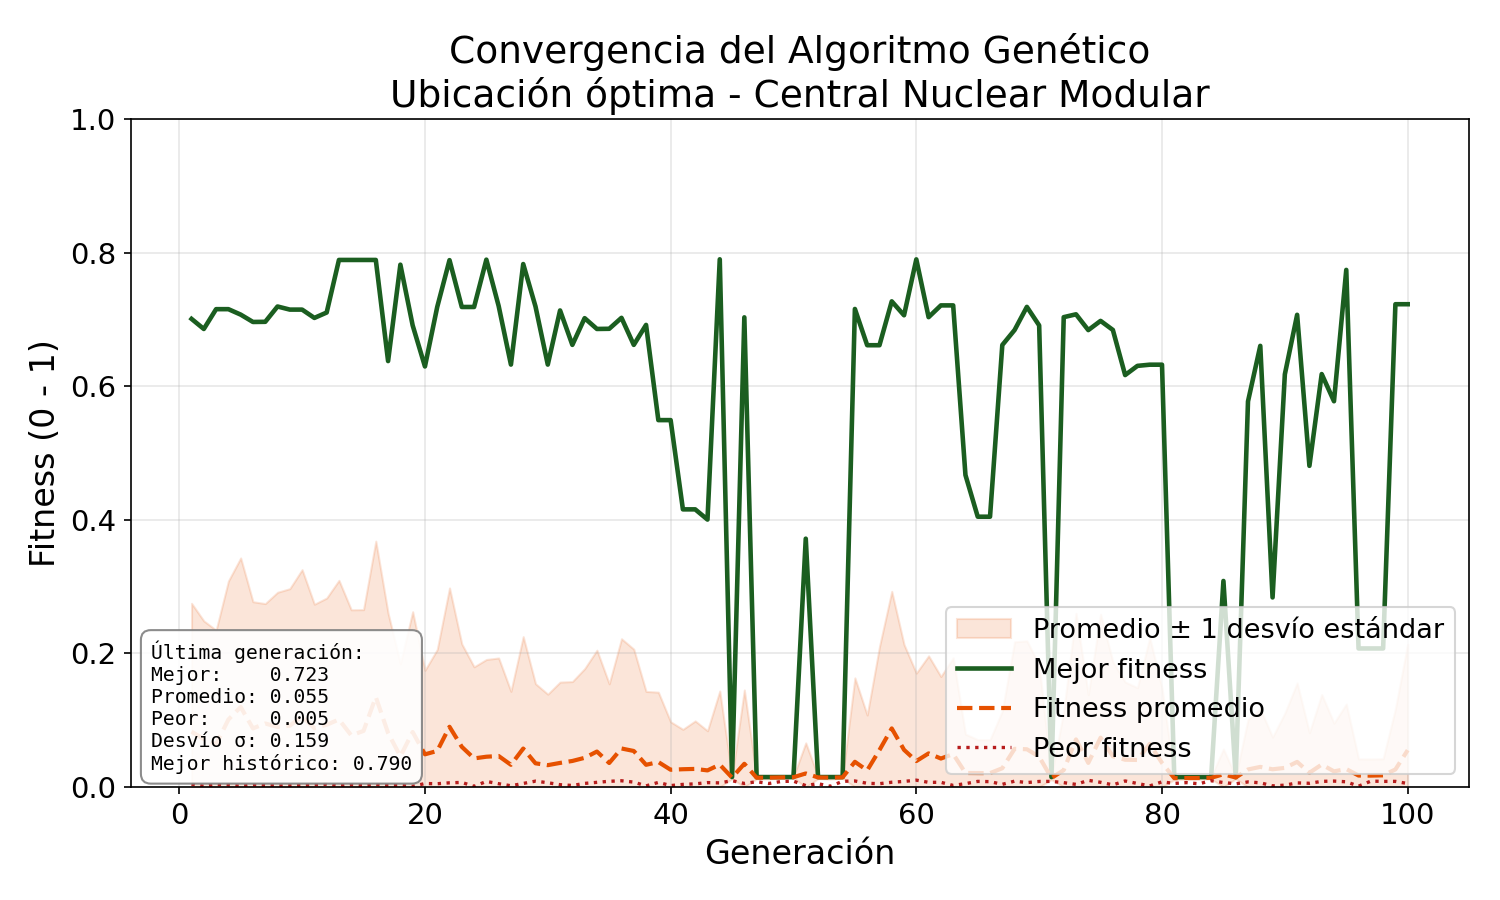 Convergencia del Algoritmo Genético
Ubicación óptima - Central Nuclear Modular
Fitness (0 - 1)
1.0
0.8
0.6
0.4
0.2
0.0
Última generación:
Mejor: 0.723
Promedio: 0.055
Peor: 0.005
Desvío σ: 0.159
Mejor histórico: 0.790
Promedio ± 1 desvío estándar
Mejor fitness
Fitness promedio
Peor fitness
0 20 40 60 80 100
Generación